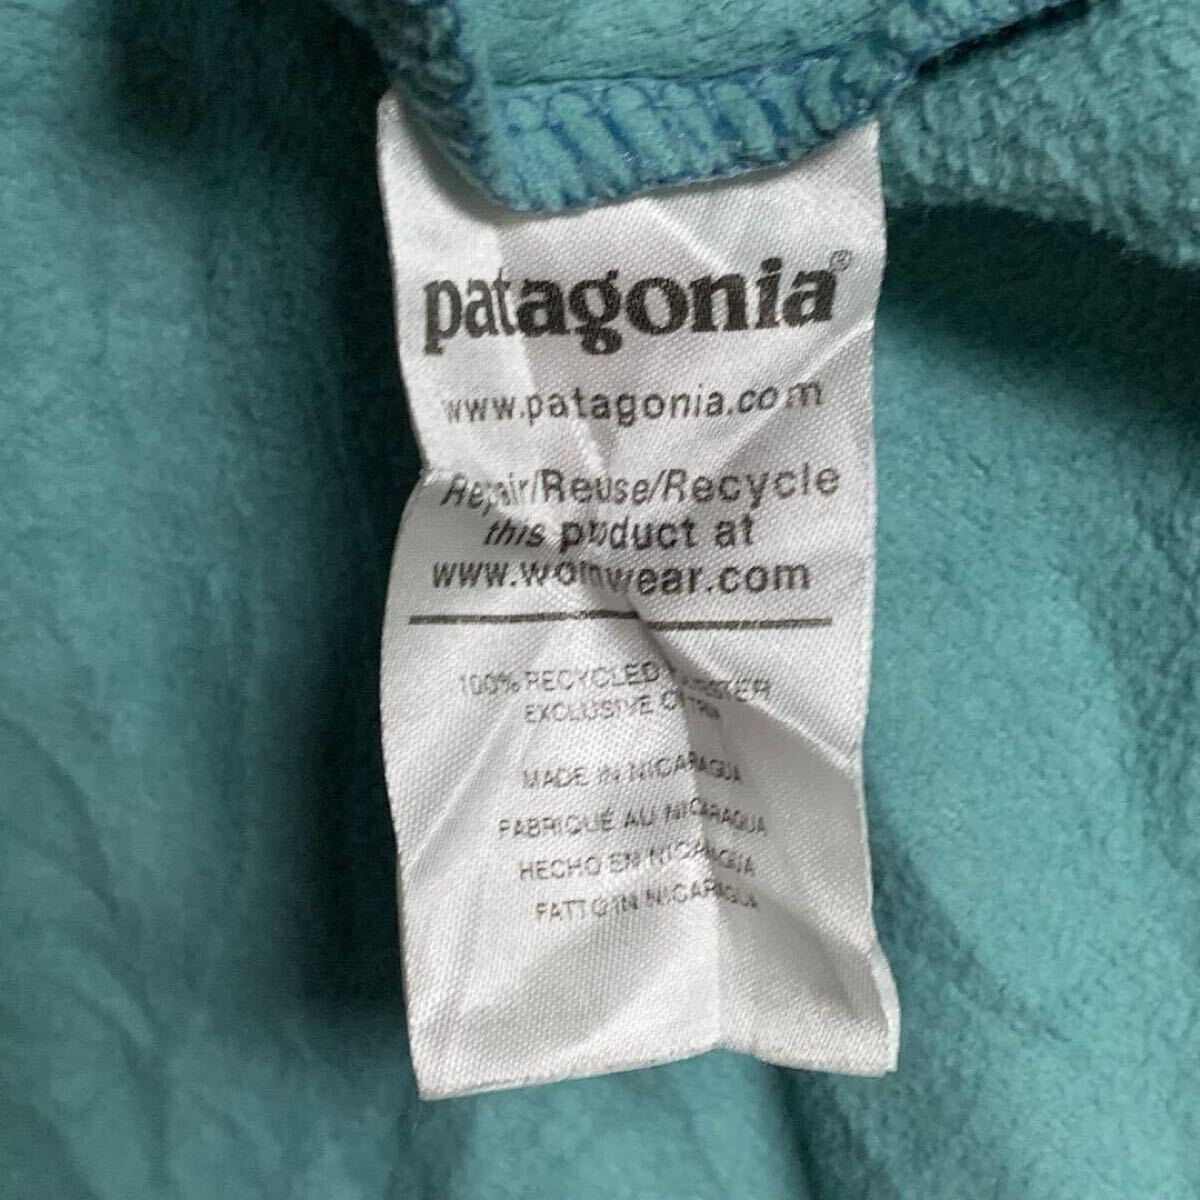 patagonia®
www.patagonia.com
Repair/Reuse/Recycle
this product at
www.wornwear.com
100% RECYCLED POLYESTER
EXCLUSIVE OF TRIM
MADE IN NICARAGUA
FABRIQUÉ AU NICARAGUA
HECHO EN NICARAGUA
FATTO IN NICARAGUA